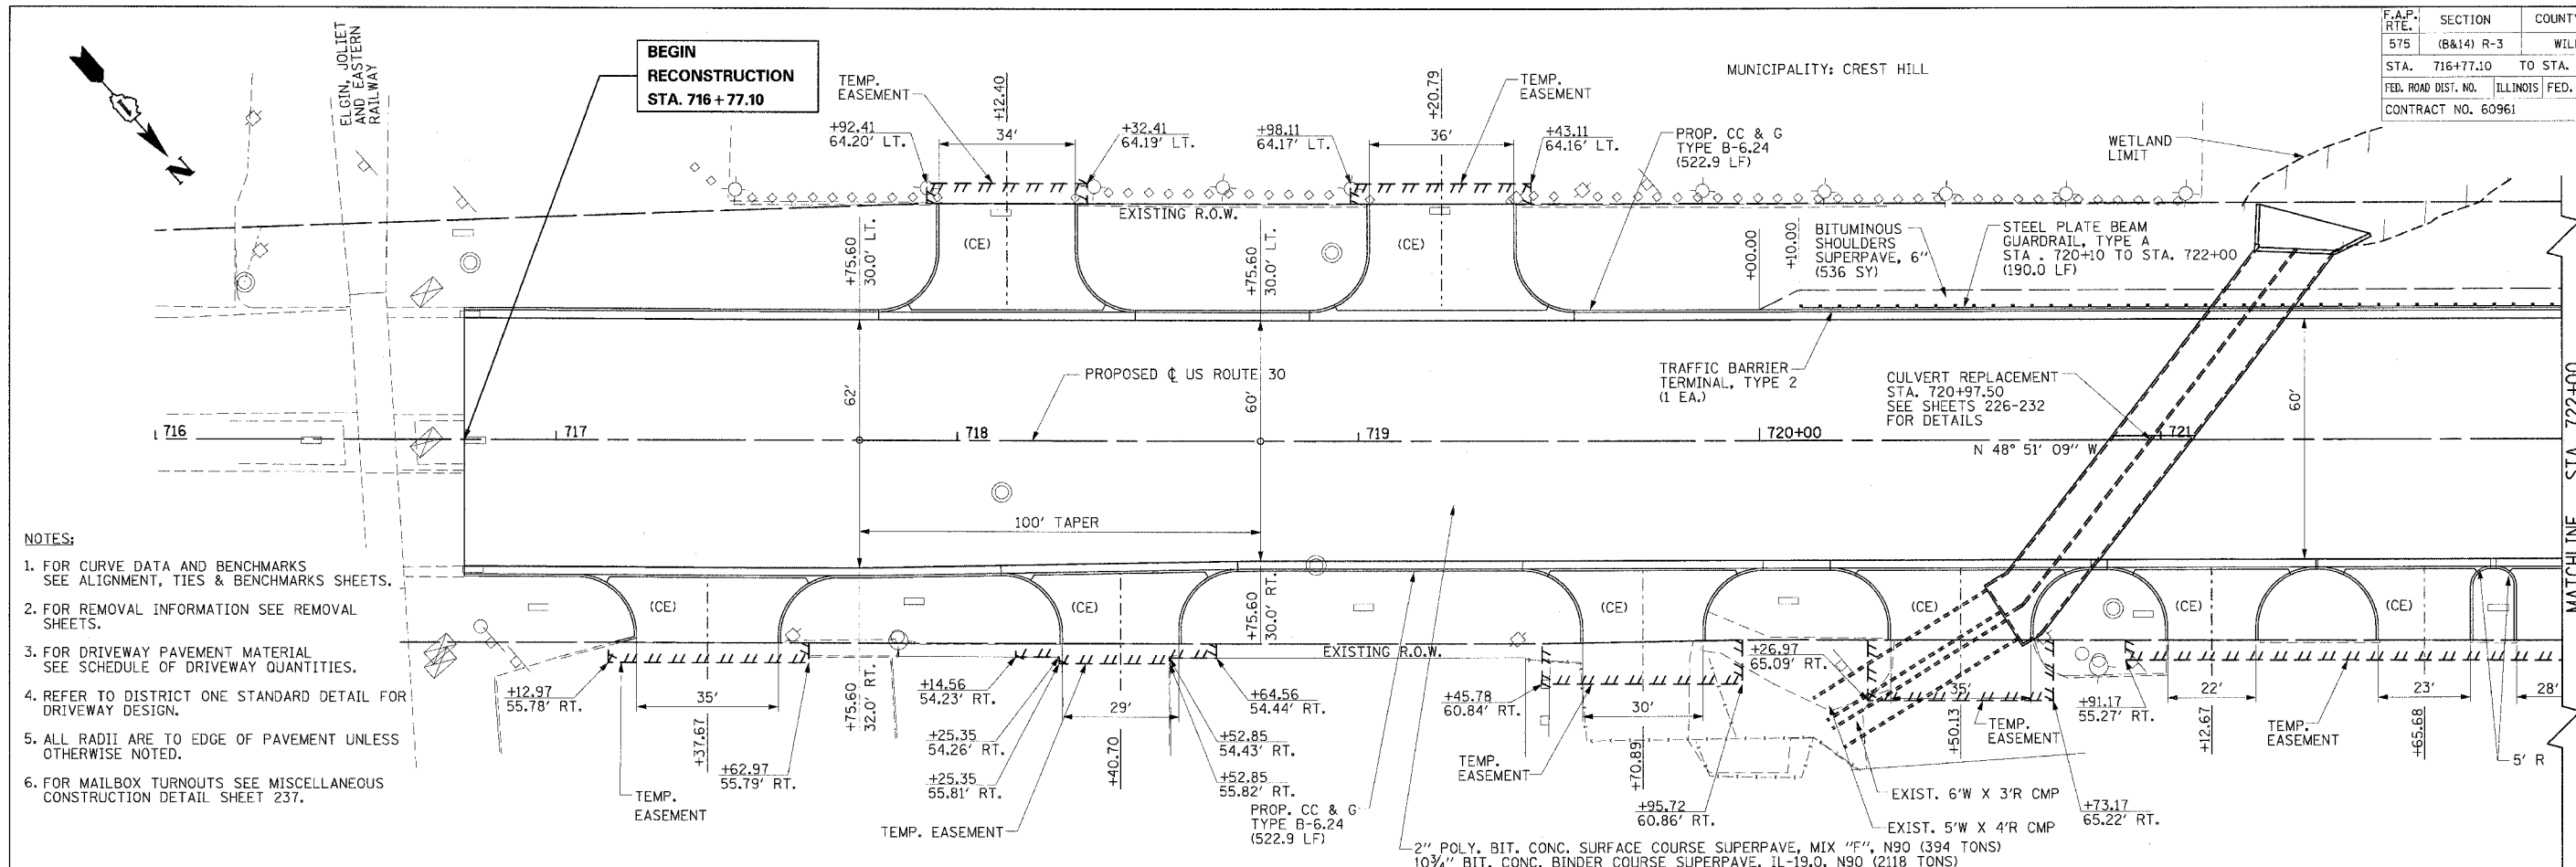 F.A.P. RTE.
SECTION
COUNTY
575
(B&14) R-3
WILL
STA. 716+77.10 TO STA.
FED. ROAD DIST. NO.
ILLINOIS
FED.
CONTRACT NO. 60961
ELGIN, JOLIET
AND EASTERN
RAILWAY
N
BEGIN
RECONSTRUCTION
STA. 716+77.10
MUNICIPALITY: CREST HILL
TEMP.
EASEMENT
+12.40
34'
+92.41
64.20' LT.
+32.41
64.19' LT.
+98.11
64.17' LT.
+20.79
36'
TEMP.
EASEMENT
+43.11
64.16' LT.
PROP. CC & G
TYPE B-6.24
(522.9 LF)
WETLAND
LIMIT
EXISTING R.O.W.
(CE)
(CE)
+75.60
30.0' LT.
+75.60
30.0' LT.
+00.00
+10.00
BITUMINOUS
SHOULDERS
SUPERPAVE, 6"
(536 SY)
STEEL PLATE BEAM
GUARDRAIL, TYPE A
STA . 720+10 TO STA. 722+00
(190.0 LF)
PROPOSED ℄ US ROUTE 30
TRAFFIC BARRIER
TERMINAL, TYPE 2
(1 EA.)
CULVERT REPLACEMENT
STA. 720+97.50
SEE SHEETS 226-232
FOR DETAILS
62'
60'
60'
716
717
718
719
720+00
721
N 48° 51' 09" W
MATCHLINE STA. 722+00
100' TAPER
NOTES:
1. FOR CURVE DATA AND BENCHMARKS
SEE ALIGNMENT, TIES & BENCHMARKS SHEETS.
2. FOR REMOVAL INFORMATION SEE REMOVAL
SHEETS.
3. FOR DRIVEWAY PAVEMENT MATERIAL
SEE SCHEDULE OF DRIVEWAY QUANTITIES.
4. REFER TO DISTRICT ONE STANDARD DETAIL FOR
DRIVEWAY DESIGN.
5. ALL RADII ARE TO EDGE OF PAVEMENT UNLESS
OTHERWISE NOTED.
6. FOR MAILBOX TURNOUTS SEE MISCELLANEOUS
CONSTRUCTION DETAIL SHEET 237.
(CE)
(CE)
(CE)
(CE)
(CE)
(CE)
+75.60
30.0' RT.
EXISTING R.O.W.
+12.97
55.78' RT.
35'
+37.67
+62.97
55.79' RT.
TEMP.
EASEMENT
+75.60
32.0' RT.
+14.56
54.23' RT.
+25.35
54.26' RT.
+25.35
55.81' RT.
TEMP. EASEMENT
29'
+40.70
+64.56
54.44' RT.
+52.85
54.43' RT.
+52.85
55.82' RT.
PROP. CC & G
TYPE B-6.24
(522.9 LF)
+45.78
60.84' RT.
TEMP.
EASEMENT
30'
+70.89
+95.72
60.86' RT.
+26.97
65.09' RT.
35'
+50.13
TEMP.
EASEMENT
EXIST. 6'W X 3'R CMP
EXIST. 5'W X 4'R CMP
+73.17
65.22' RT.
+91.17
55.27' RT.
22'
+12.67
TEMP.
EASEMENT
23'
+65.68
28'
5' R
2" POLY. BIT. CONC. SURFACE COURSE SUPERPAVE, MIX "F", N90 (394 TONS)
10¾" BIT. CONC. BINDER COURSE SUPERPAVE, IL-19.0, N90 (2118 TONS)